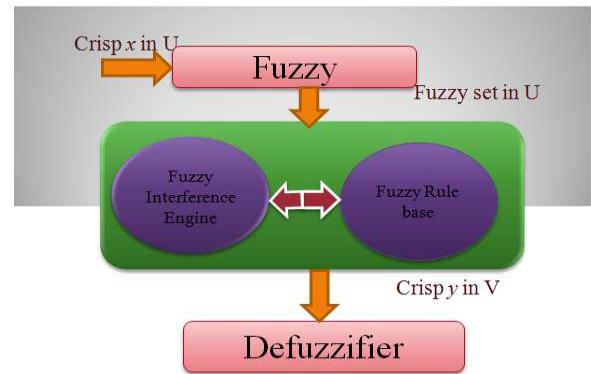 Crisp x in U
Fuzzy
Fuzzy set in U
Fuzzy
Interference
Engine
Fuzzy Rule
base
Crisp y in V
Defuzzifier